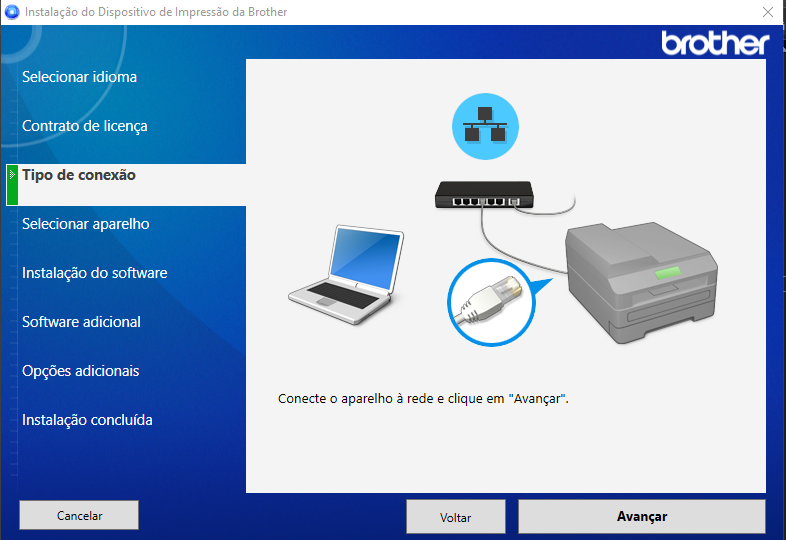 Instalação do Dispositivo de Impressão da Brother
brother
Selecionar idioma
Contrato de licença
Tipo de conexão
Selecionar aparelho
Instalação do software
Software adicional
Opções adicionais
Instalação concluída
Conecte o aparelho à rede e clique em "Avançar".
Cancelar
Voltar
Avançar